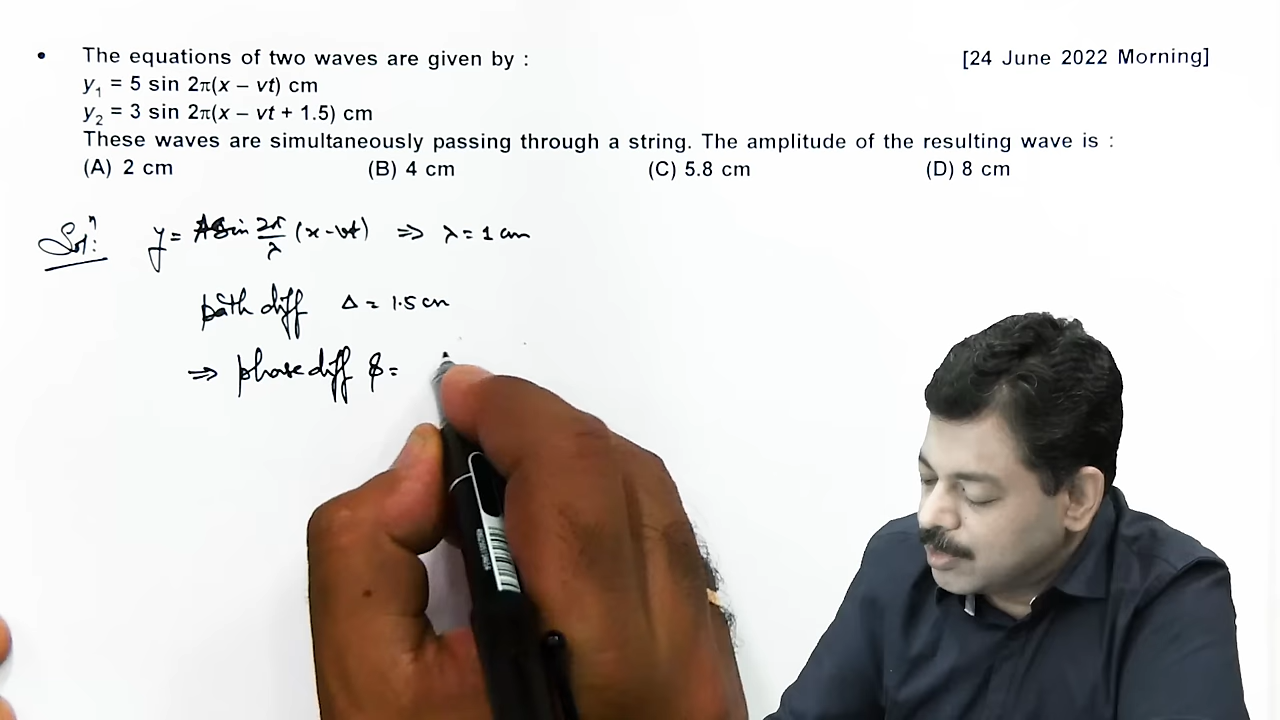 • The equations of two waves are given by : [24 June 2022 Morning]
y₁ = 5 sin 2π(x – vt) cm
y₂ = 3 sin 2π(x – vt + 1.5) cm
These waves are simultaneously passing through a string. The amplitude of the resulting wave is :
(A) 2 cm (B) 4 cm (C) 5.8 cm (D) 8 cm
Solⁿ: y = A sin 2π/λ (x - vt) ⇒ λ = 1 cm
path diff Δ = 1.5 cm
⇒ phase diff φ =